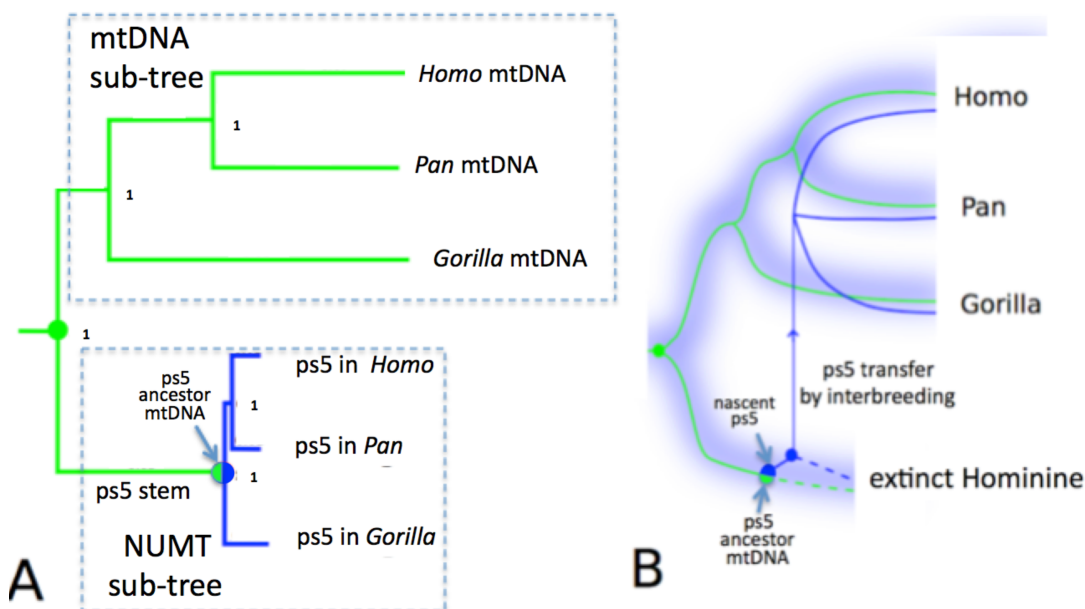 mtDNA
sub-tree
Homo mtDNA
1
Pan mtDNA
1
Gorilla mtDNA
1
ps5 in Homo
ps5
ancestor
mtDNA
1
ps5 in Pan
1
ps5 stem
ps5 in Gorilla
NUMT
sub-tree
A
Homo
Pan
Gorilla
ps5 transfer
by interbreeding
nascent
ps5
extinct Hominine
ps5
ancestor
mtDNA
B